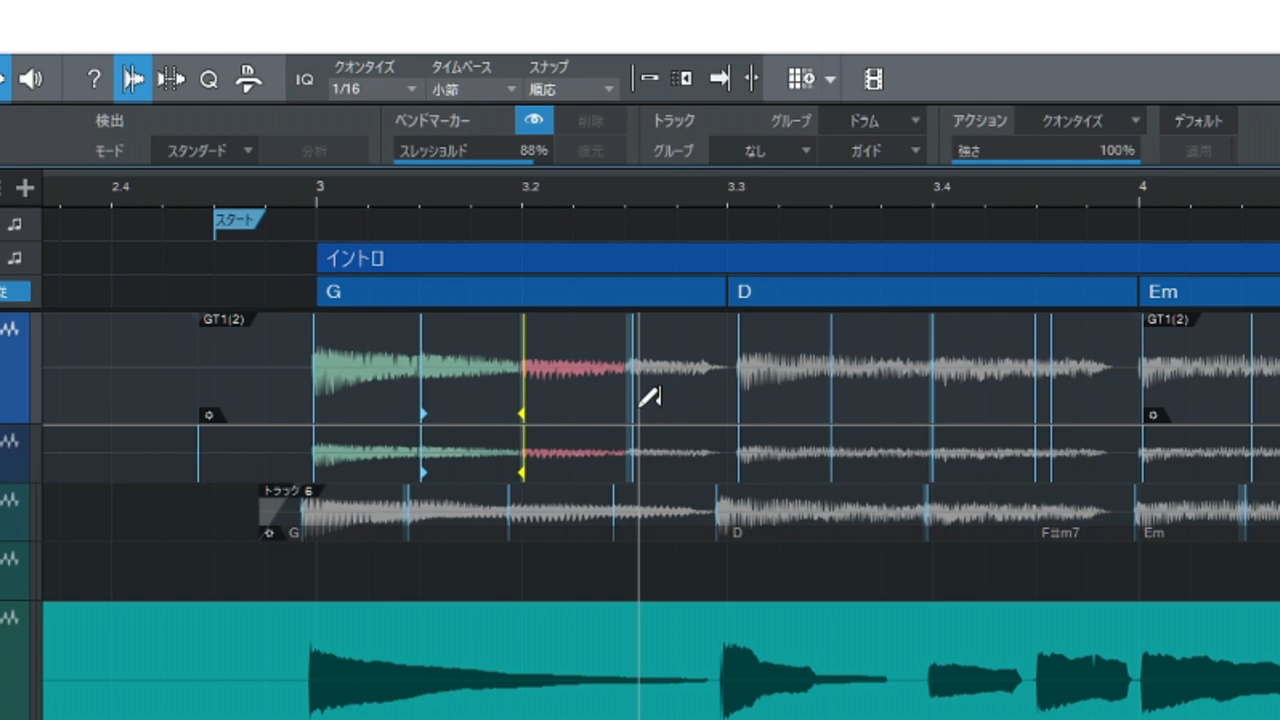 ? Q IQ クオンタイズ タイムベース スナップ
1/16 小節 順応
検出 ベンドマーカー 削除 トラック グループ ドラム アクション クオンタイズ デフォルト
モード スタンダード 分析 スレッショルド 88% 復元 グループ なし ガイド 強さ 100% 適用
2.4 3 3.2 3.3 3.4 4
スタート
イントロ
G D Em
GT1(2) GT1(2)
トラック 6
G D F#m7 Em